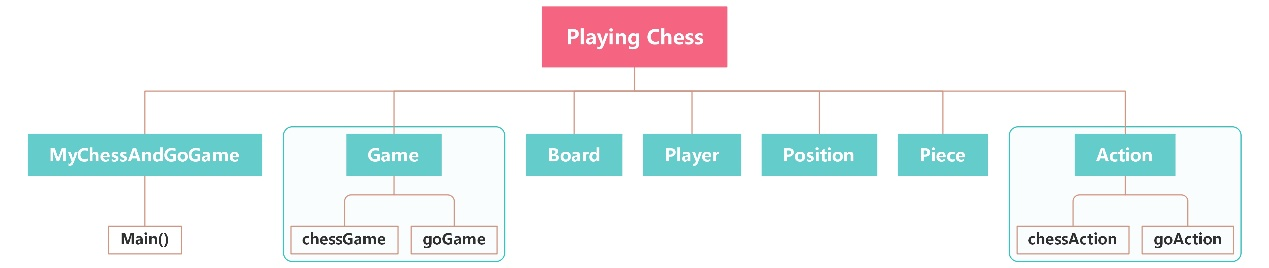 Playing Chess
MyChessAndGoGame
Game
Board
Player
Position
Piece
Action
Main()
chessGame
goGame
chessAction
goAction